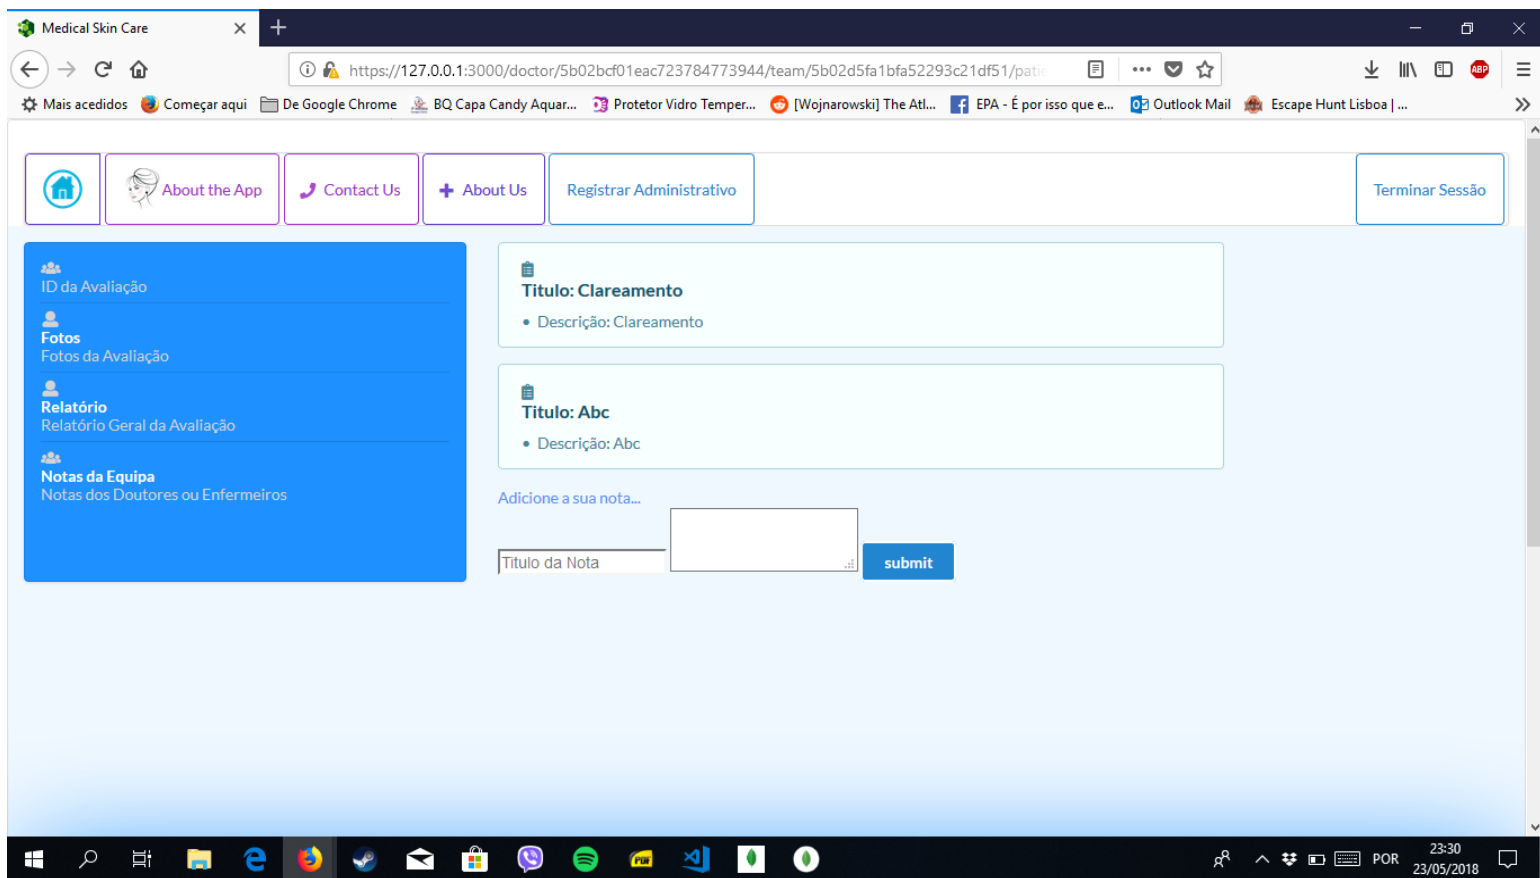 Medical Skin Care
https://127.0.0.1:3000/doctor/5b02bcf01eac723784773944/team/5b02d5fa1bfa52293c21df51/patie
ABP
Mais acedidos Começar aqui De Google Chrome BQ Capa Candy Aquar... Protetor Vidro Temper... [Wojnarowski] The Atl... EPA - É por isso que e... Outlook Mail Escape Hunt Lisboa | ...
About the App Contact Us About Us Registrar Administrativo Terminar Sessão
ID da Avaliação
Fotos
Fotos da Avaliação
Relatório
Relatório Geral da Avaliação
Notas da Equipa
Notas dos Doutores ou Enfermeiros
Titulo: Clareamento
• Descrição: Clareamento
Titulo: Abc
• Descrição: Abc
Adicione a sua nota...
Titulo da Nota
submit
PDF
POR
23:30
23/05/2018